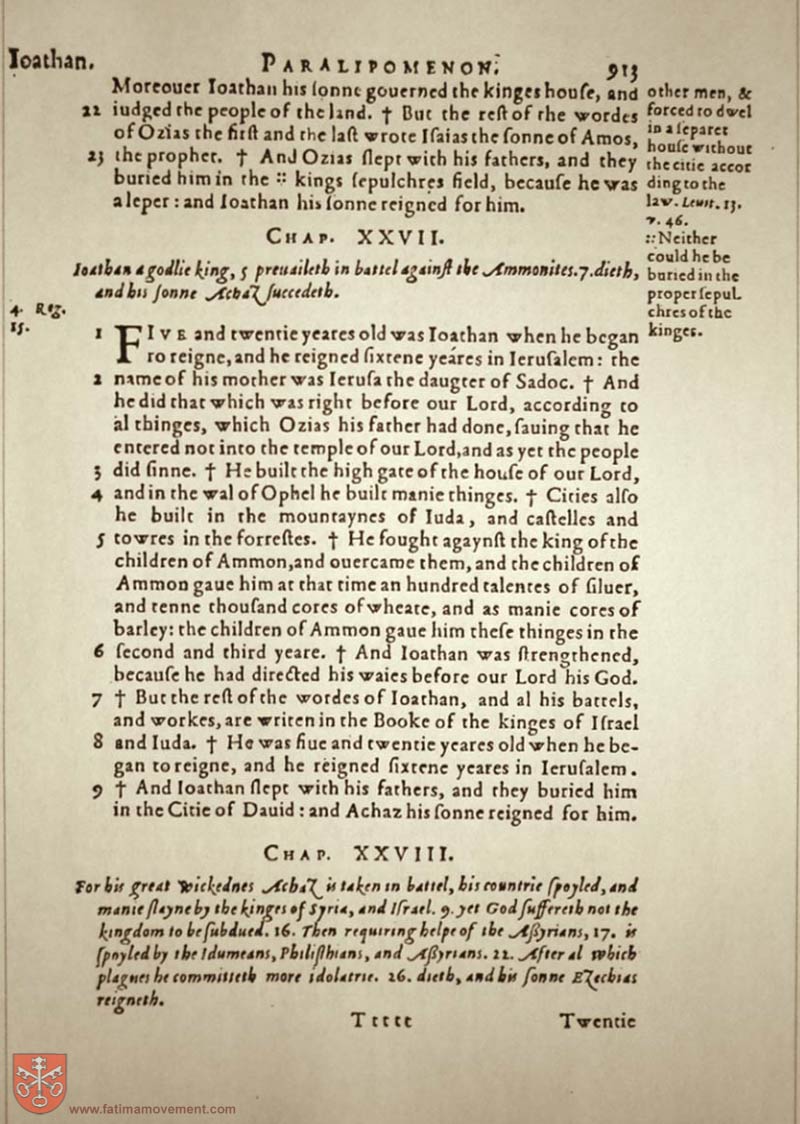 Ioathan.
PARALIPOMENON.
913
Moreouer Ioathan his ſonne gouerned the kinges houſe, and
22 iudged the people of the land. † But the reſt of the wordes
of Ozias the firſt and the laſt wrote Iſaias the ſonne of Amos,
23 the prophet. † And Ozias ſlept with his fathers, and they
buried him in the :: kings ſepulchres field, becauſe he was
a leper: and Ioathan his ſonne reigned for him.
other men, &
forced to dwel
in a ſeparet
houſe without
the citie accor
ding to the
law. Leuit. 13.
v. 46.
:: Neither
could he be
buried in the
proper ſepul
chres of the
kinges.
CHAP. XXVII.
Ioathan a godlie king, 5 preuaileth in battel againſt the Ammonites. 7. dieth,
and his ſonne Achaz ſuccedeth.
4. Reg.
15.
1 FIVE and twentie yeares old was Ioathan when he began
to reigne, and he reigned ſixtene yeares in Ieruſalem: the
2 name of his mother was Ieruſa the daugter of Sadoc. † And
he did that which was right before our Lord, according to
al thinges, which Ozias his father had done, ſauing that he
entered not into the temple of our Lord, and as yet the people
3 did ſinne. † He built the high gate of the houſe of our Lord,
4 and in the wal of Ophel he built manie thinges. † Cities alſo
he built in the mountaynes of Iuda, and caſtelles and
5 towres in the forreſtes. † He fought agaynſt the king of the
children of Ammon, and ouercame them, and the children of
Ammon gaue him at that time an hundred talentes of ſiluer,
and tenne thouſand cores of wheate, and as manie cores of
barley: the children of Ammon gaue him theſe thinges in the
6 ſecond and third yeare. † And Ioathan was ſtrengthened,
becauſe he had directed his waies before our Lord his God.
7 † But the reſt of the wordes of Ioathan, and al his battels,
and workes, are writen in the Booke of the kinges of Iſrael
8 and Iuda. † He was fiue and twentie yeares old when he be-
gan to reigne, and he reigned ſixtene yeares in Ieruſalem.
9 † And Ioathan ſlept with his fathers, and they buried him
in the Citie of Dauid: and Achaz his ſonne reigned for him.
CHAP. XXVIII.
For his great wickednes Achaz is taken in battel, his countrie ſpoyled, and
manie ſlayne by the kinges of Syria, and Iſrael. 9. yet God ſuffereth not the
kingdom to be ſubdued. 16. Then requiring helpe of the Aſsyrians, 17. is
ſpoyled by the Idumeans, Philiſthians, and Aſsyrians. 22. After al which
plagues he committeth more idolatrie. 26. dieth, and his ſonne Ezechias
reigneth.
Ttttt
Twentie
www.fatimamovement.com